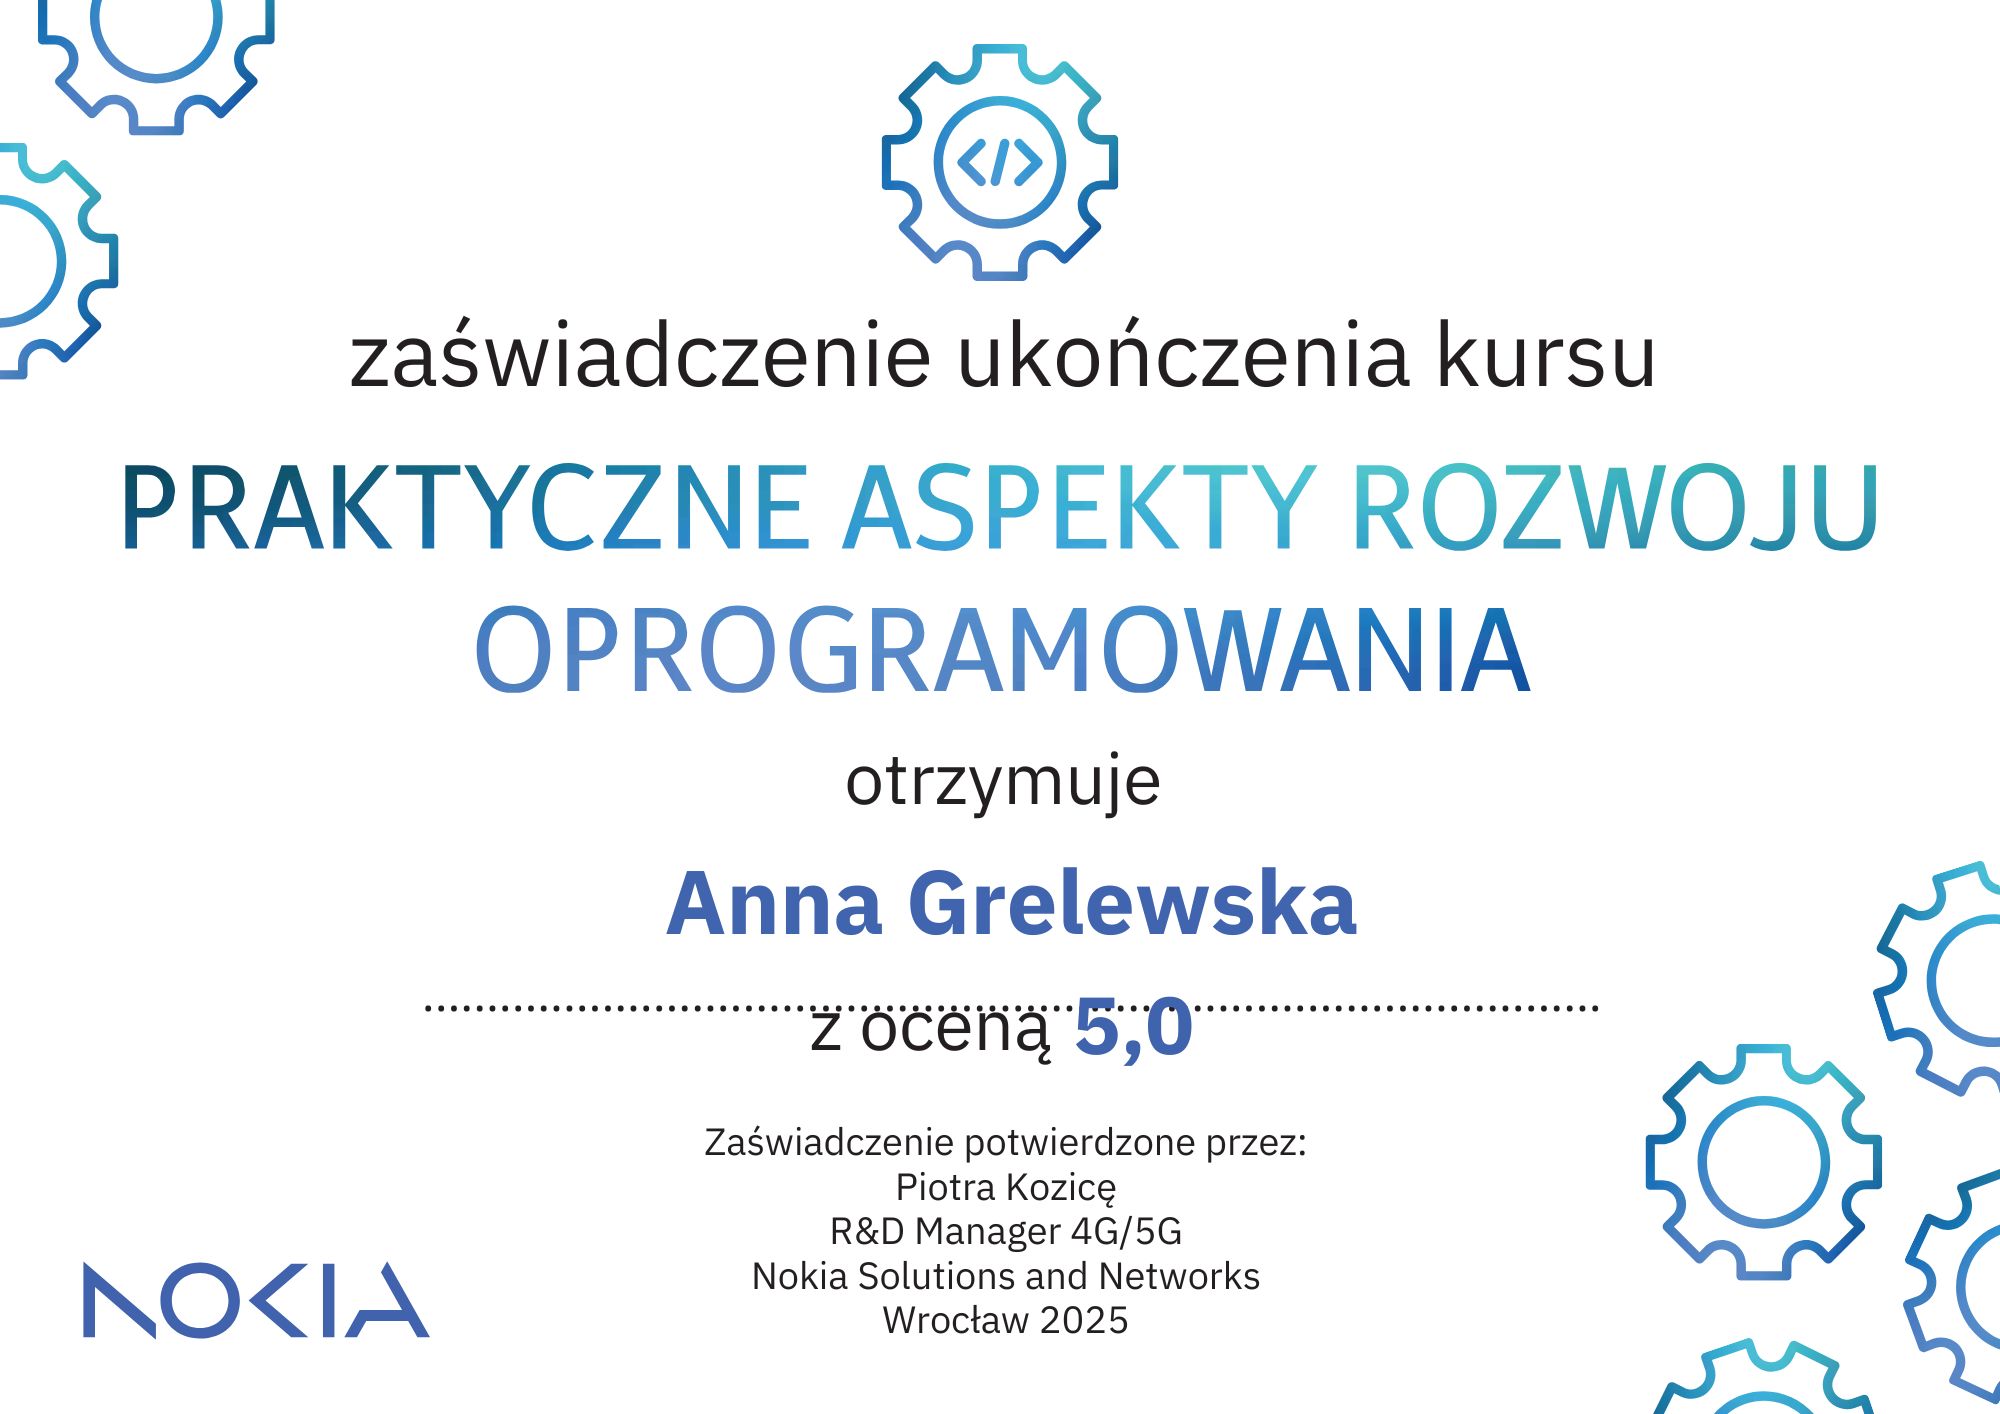 </>
zaświadczenie ukończenia kursu
PRAKTYCZNE ASPEKTY ROZWOJU
OPROGRAMOWANIA
otrzymuje
Anna Grelewska
z oceną 5,0
Zaświadczenie potwierdzone przez:
Piotra Kozicę
R&D Manager 4G/5G
Nokia Solutions and Networks
Wrocław 2025
NOKIA